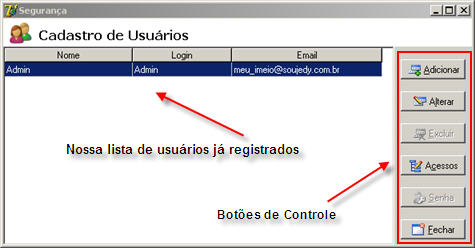 Segurança
Cadastro de Usuários
Nome Login Email
Admin Admin meu_imeio@soujedy.com.br
Adicionar
Alterar
Nossa lista de usuários já registrados
Excluir
Acessos
Senha
Botões de Controle
Fechar